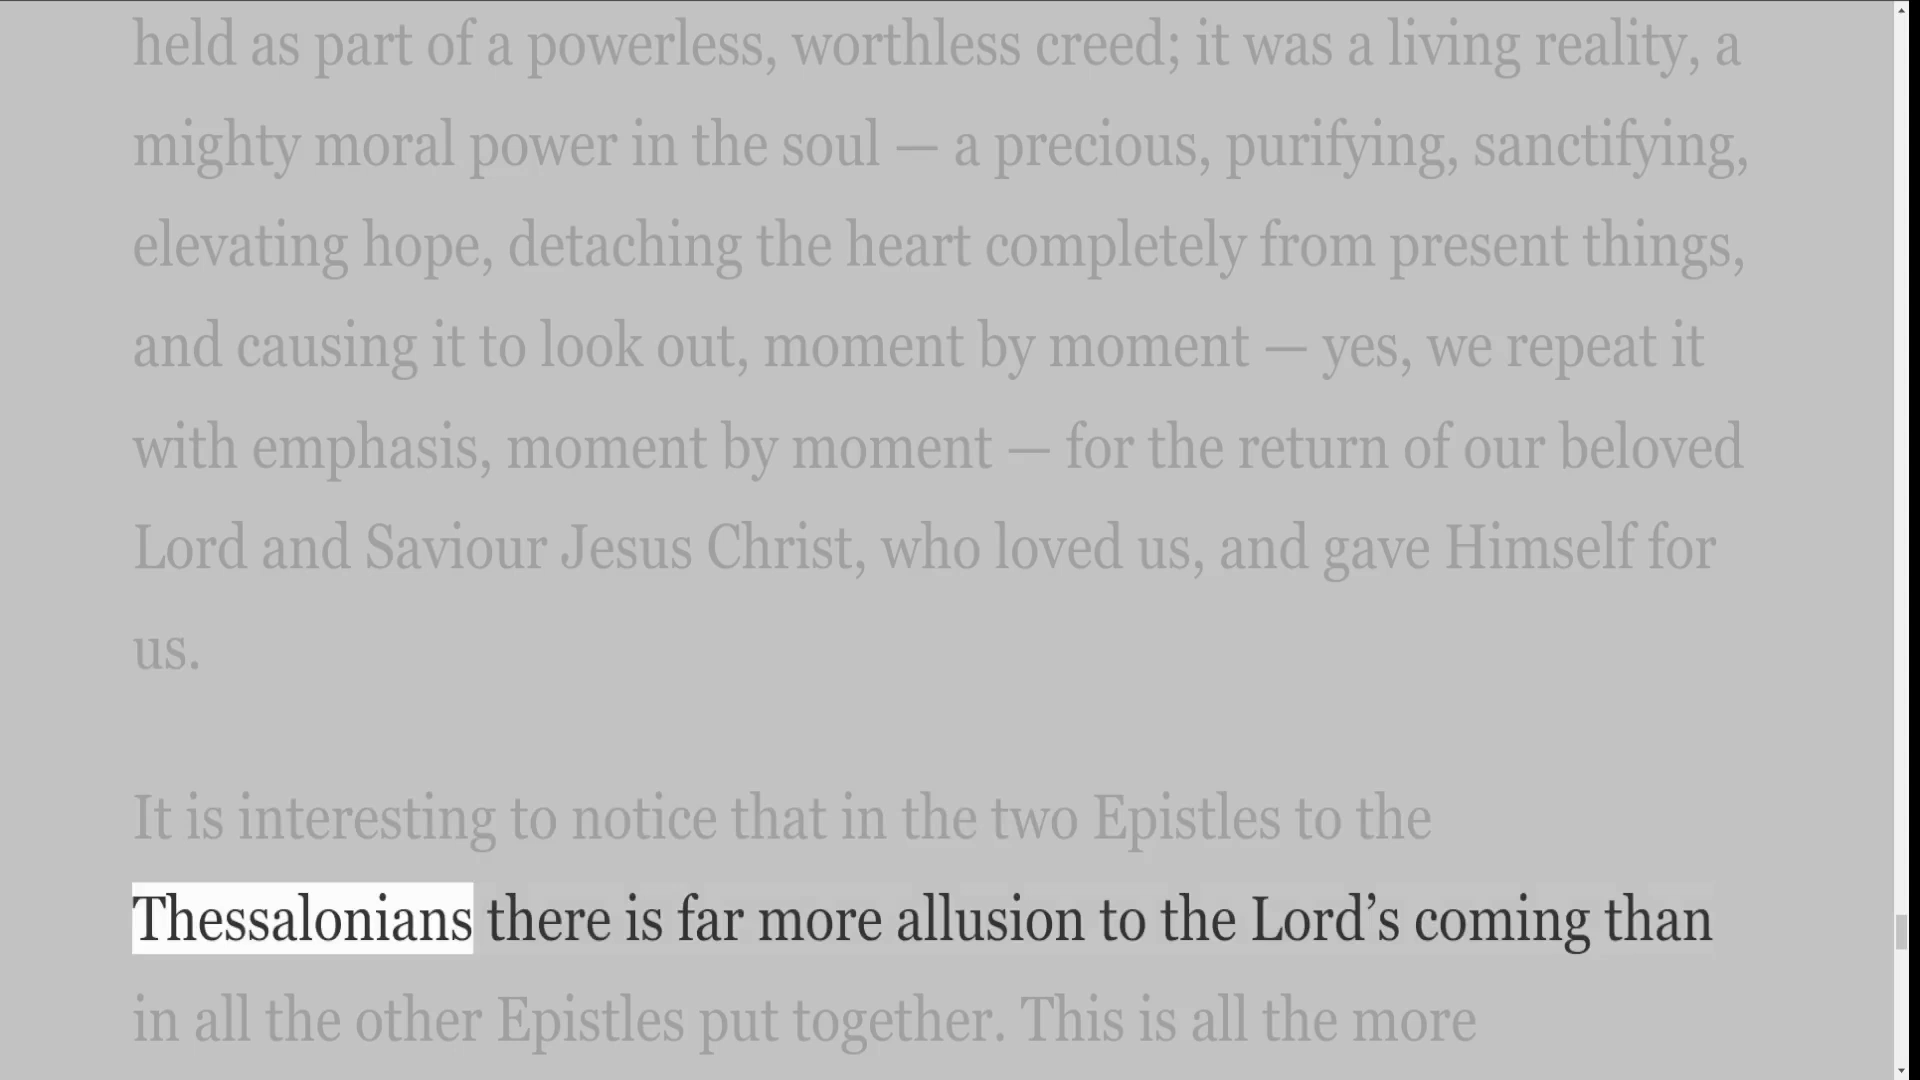 held as part of a powerless, worthless creed; it was a living reality, a
mighty moral power in the soul — a precious, purifying, sanctifying,
elevating hope, detaching the heart completely from present things,
and causing it to look out, moment by moment — yes, we repeat it
with emphasis, moment by moment — for the return of our beloved
Lord and Saviour Jesus Christ, who loved us, and gave Himself for
us.
It is interesting to notice that in the two Epistles to the
Thessalonians there is far more allusion to the Lord’s coming than
in all the other Epistles put together. This is all the more